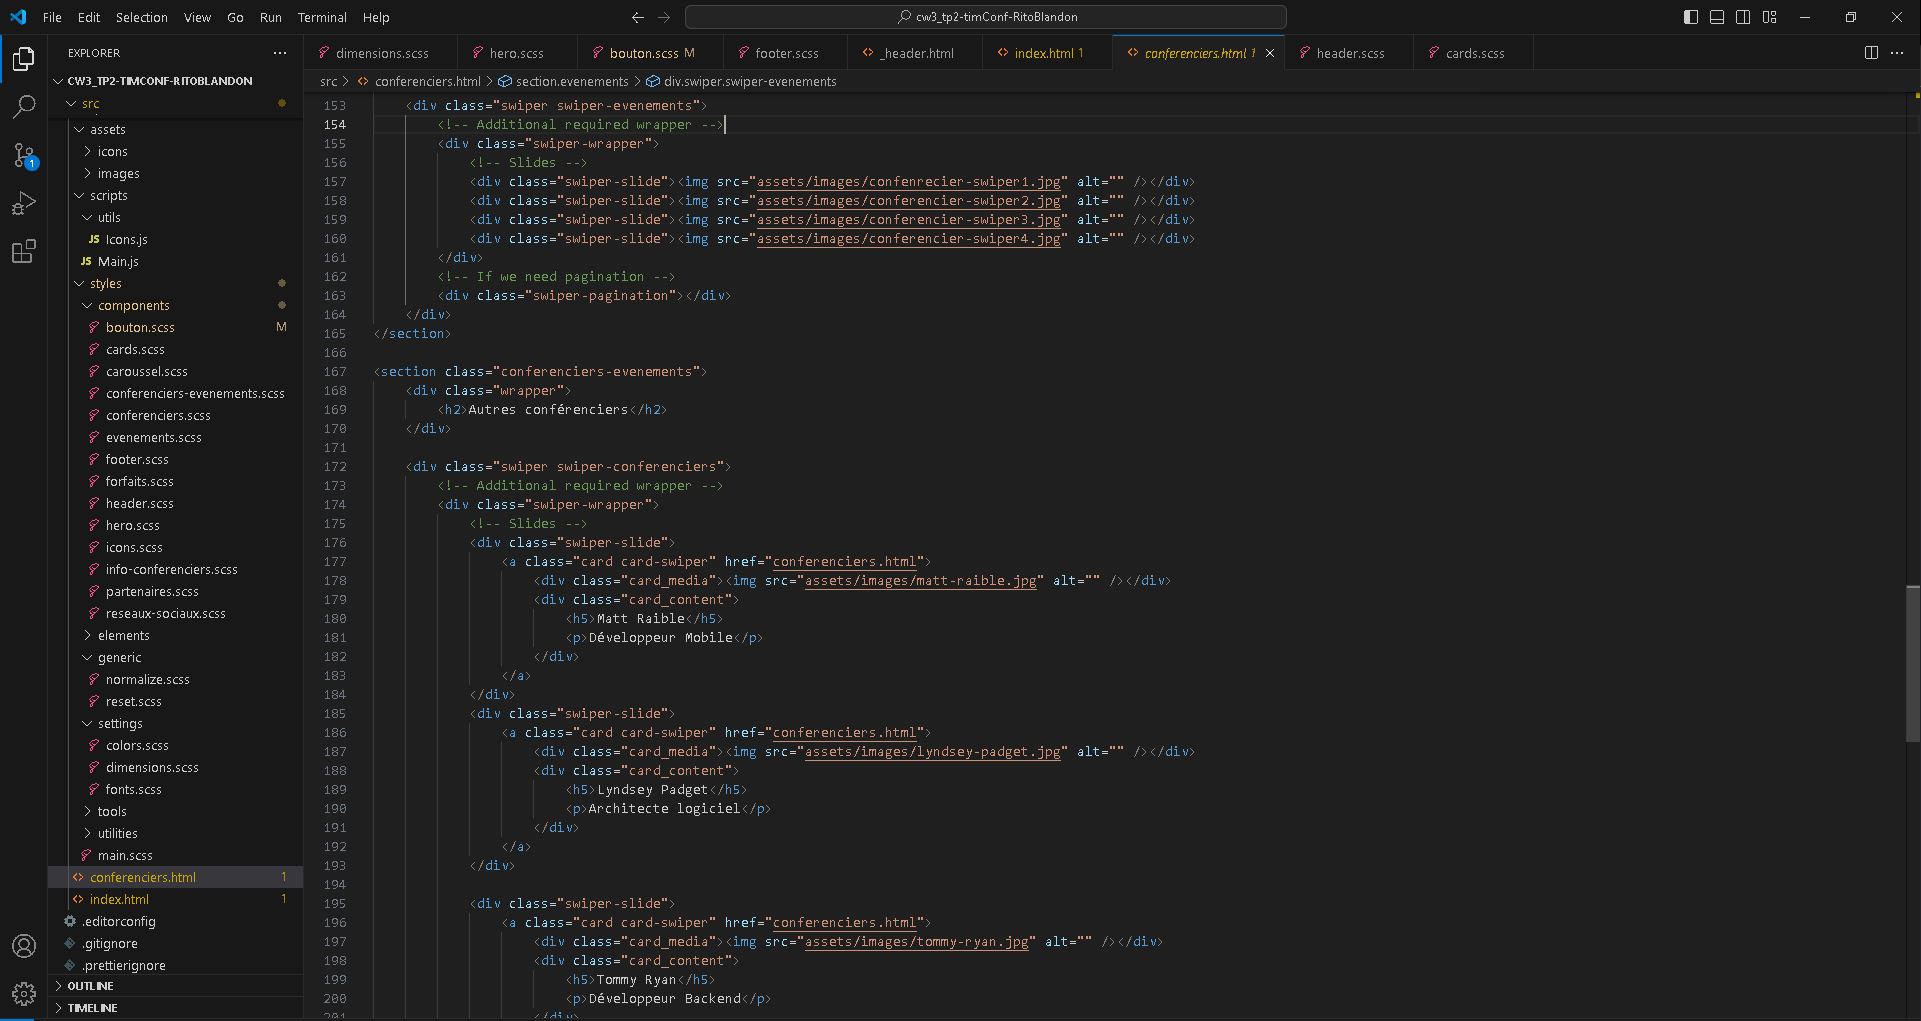 File Edit Selection View Go Run Terminal Help
cw3_tp2-timConf-RitoBlandon
EXPLORER
dimensions.scss
hero.scss
bouton.scss M
footer.scss
_header.html
index.html 1
conferenciers.html 1
header.scss
cards.scss
src > conferenciers.html > section.evenements > div.swiper.swiper-evenements
CW3_TP2-TIMCONF-RITOBLANDON
src
assets
icons
images
scripts
utils
JS Icons.js
JS Main.js
styles
components
bouton.scss M
cards.scss
caroussel.scss
conferenciers-evenements.scss
conferenciers.scss
evenements.scss
footer.scss
forfaits.scss
header.scss
hero.scss
icons.scss
info-conferenciers.scss
partenaires.scss
reseaux-sociaux.scss
elements
generic
normalize.scss
reset.scss
settings
colors.scss
dimensions.scss
fonts.scss
tools
utilities
main.scss
conferenciers.html 1
index.html 1
.editorconfig
.gitignore
.prettierignore
OUTLINE
TIMELINE
1
153 <div class="swiper swiper-evenements">
154 <!-- Additional required wrapper -->
155 <div class="swiper-wrapper">
156 <!-- Slides -->
157 <div class="swiper-slide"><img src="assets/images/confenrecier-swiper1.jpg" alt="" /></div>
158 <div class="swiper-slide"><img src="assets/images/conferencier-swiper2.jpg" alt="" /></div>
159 <div class="swiper-slide"><img src="assets/images/conferencier-swiper3.jpg" alt="" /></div>
160 <div class="swiper-slide"><img src="assets/images/conferencier-swiper4.jpg" alt="" /></div>
161 </div>
162 <!-- If we need pagination -->
163 <div class="swiper-pagination"></div>
164 </div>
165 </section>
166
167 <section class="conferenciers-evenements">
168 <div class="wrapper">
169 <h2>Autres conférenciers</h2>
170 </div>
171
172 <div class="swiper swiper-conferenciers">
173 <!-- Additional required wrapper -->
174 <div class="swiper-wrapper">
175 <!-- Slides -->
176 <div class="swiper-slide">
177 <a class="card card-swiper" href="conferenciers.html">
178 <div class="card_media"><img src="assets/images/matt-raible.jpg" alt="" /></div>
179 <div class="card_content">
180 <h5>Matt Raible</h5>
181 <p>Développeur Mobile</p>
182 </div>
183 </a>
184 </div>
185 <div class="swiper-slide">
186 <a class="card card-swiper" href="conferenciers.html">
187 <div class="card_media"><img src="assets/images/lyndsey-padget.jpg" alt="" /></div>
188 <div class="card_content">
189 <h5>Lyndsey Padget</h5>
190 <p>Architecte logiciel</p>
191 </div>
192 </a>
193 </div>
194
195 <div class="swiper-slide">
196 <a class="card card-swiper" href="conferenciers.html">
197 <div class="card_media"><img src="assets/images/tommy-ryan.jpg" alt="" /></div>
198 <div class="card_content">
199 <h5>Tommy Ryan</h5>
200 <p>Développeur Backend</p>
201 </div>